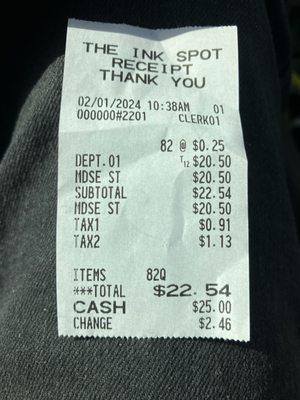 THE INK SPOT
RECEIPT
THANK YOU
02/01/2024 10:38AM 01
000000#2201 CLERK01
82 @ $0.25
DEPT.01 T12 $20.50
MDSE ST $20.50
SUBTOTAL $22.54
MDSE ST $20.50
TAX1 $0.91
TAX2 $1.13
ITEMS 82Q
***TOTAL $22.54
CASH $25.00
CHANGE $2.46